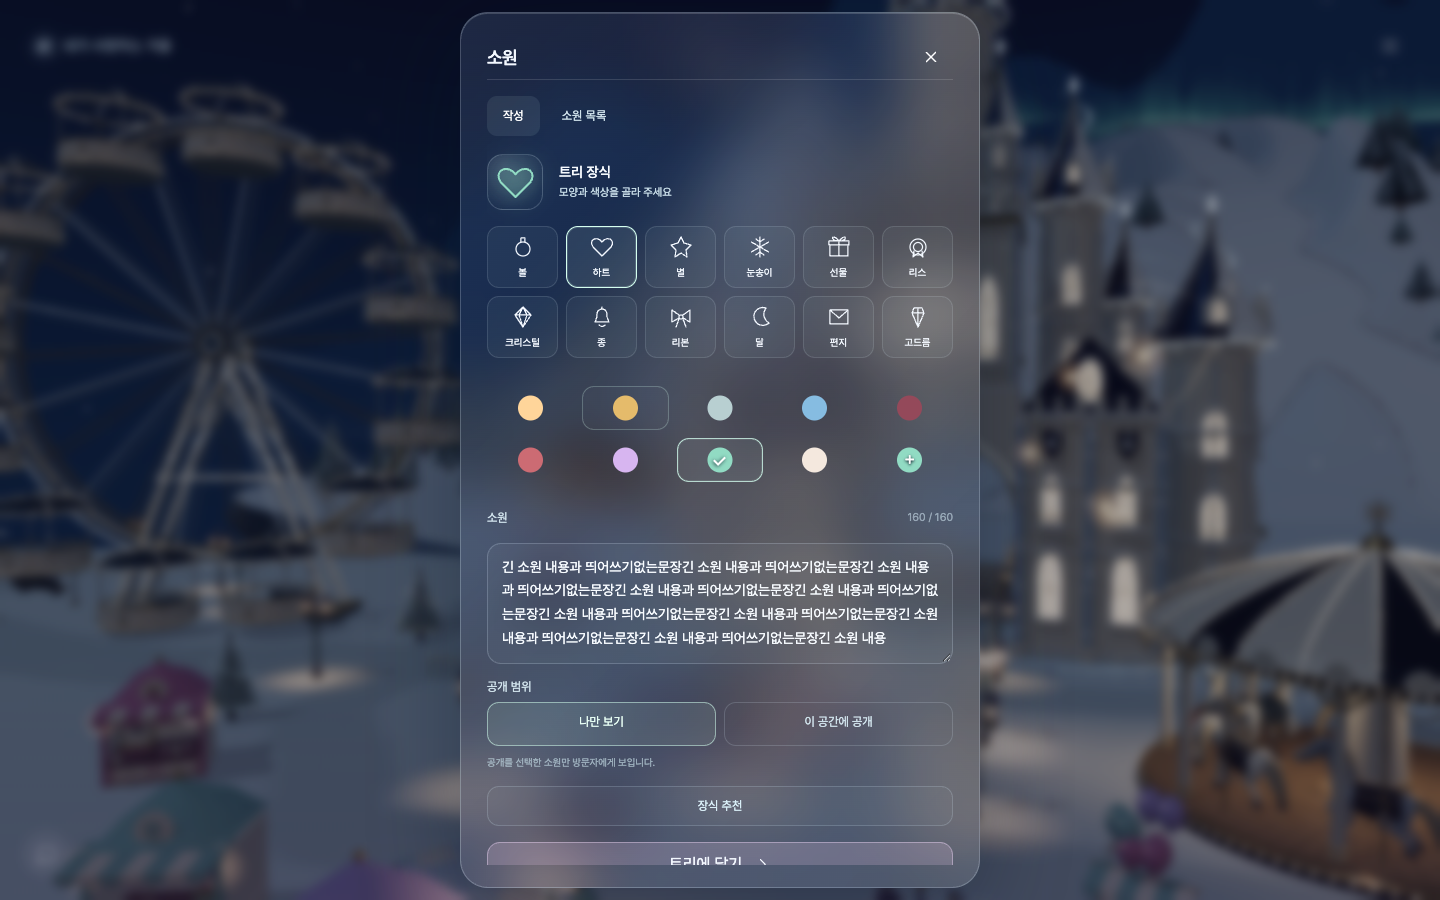 소원
작성
소원 목록
트리 장식
모양과 색상을 골라 주세요
볼
하트
별
눈송이
선물
리스
크리스털
종
리본
달
편지
고드름
소원
160 / 160
긴 소원 내용과 띄어쓰기없는문장긴 소원 내용과 띄어쓰기없는문장긴 소원 내용
과 띄어쓰기없는문장긴 소원 내용과 띄어쓰기없는문장긴 소원 내용과 띄어쓰기없
는문장긴 소원 내용과 띄어쓰기없는문장긴 소원 내용과 띄어쓰기없는문장긴 소원
내용과 띄어쓰기없는문장긴 소원 내용과 띄어쓰기없는문장긴 소원 내용
공개 범위
나만 보기
이 공간에 공개
공개를 선택한 소원만 방문자에게 보입니다.
장식 추천
트리에 달기